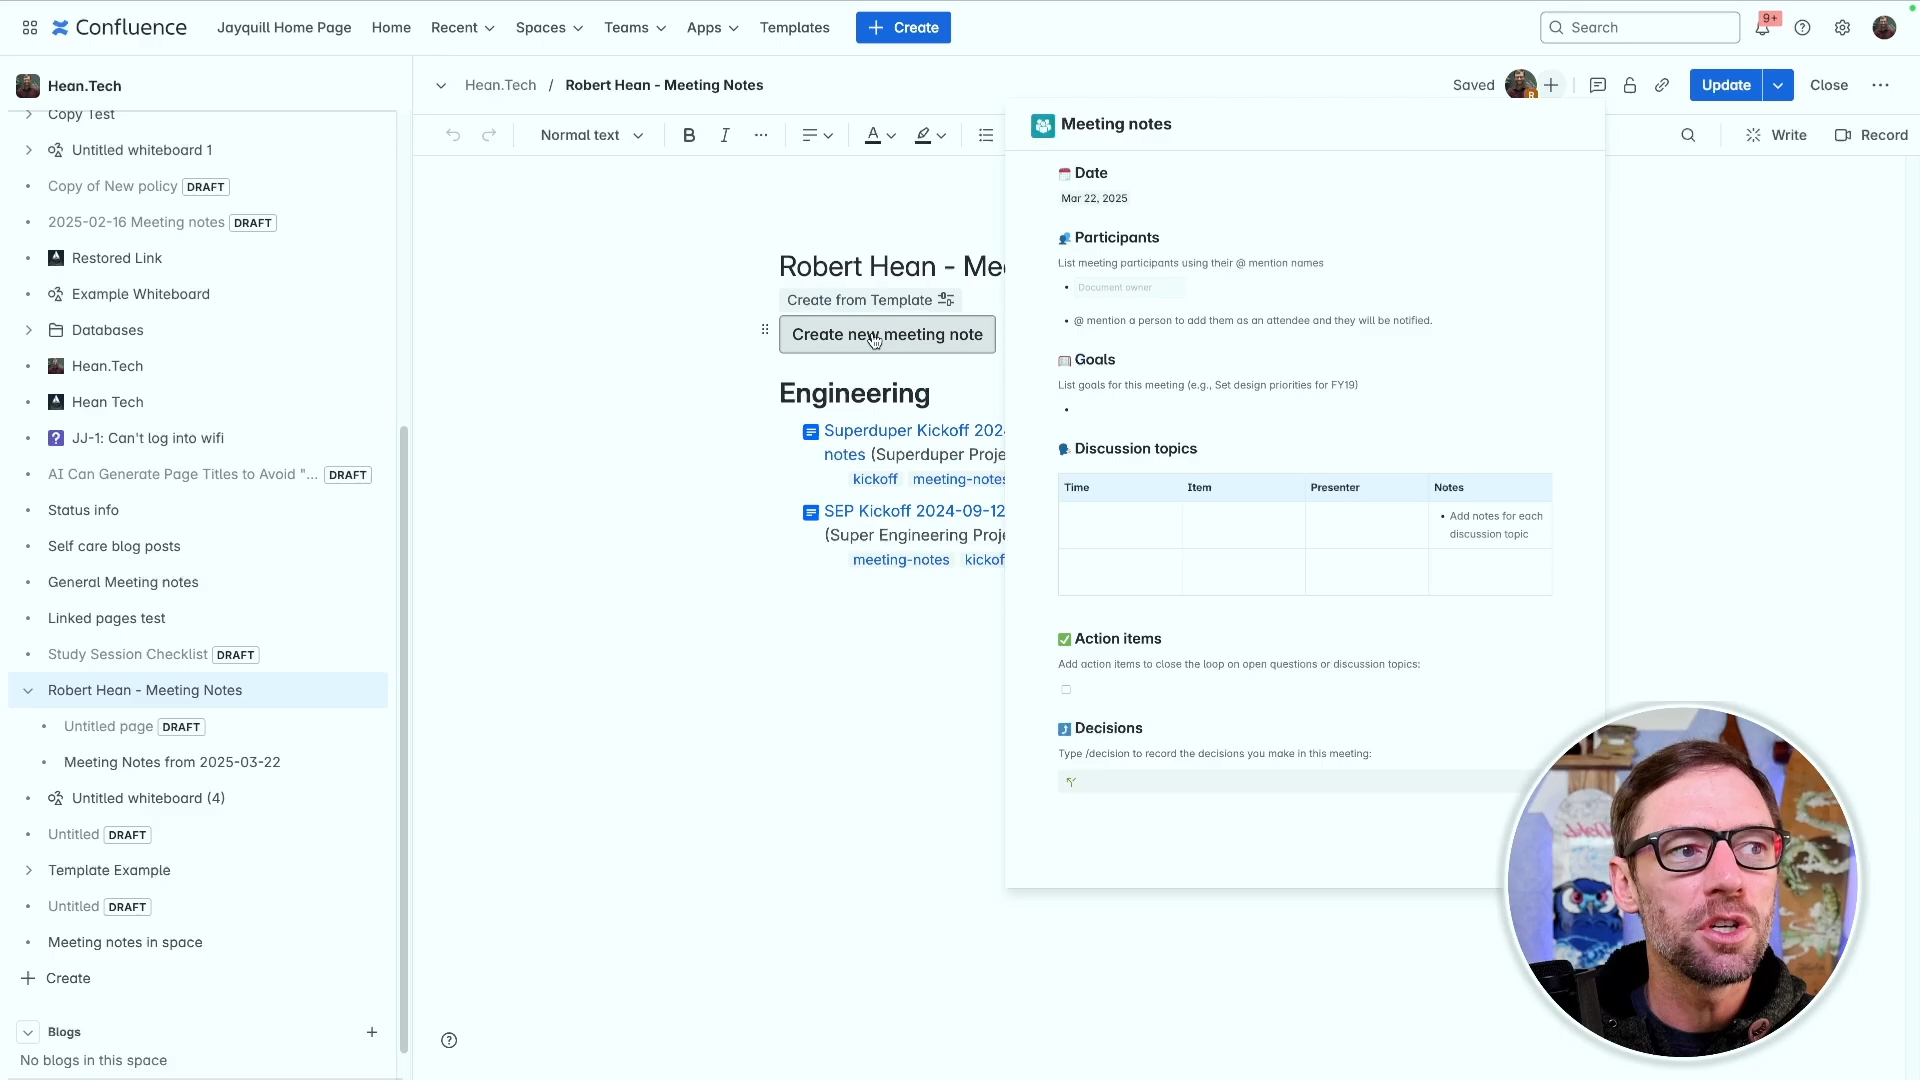 Confluence
Jayquill Home Page
Home
Recent
Spaces
Teams
Apps
Templates
Create
Search
9+
Hean.Tech
Copy Test
Untitled whiteboard 1
Copy of New policy DRAFT
2025-02-16 Meeting notes DRAFT
Restored Link
Example Whiteboard
Databases
Hean.Tech
Hean Tech
JJ-1: Can't log into wifi
AI Can Generate Page Titles to Avoid "... DRAFT
Status info
Self care blog posts
General Meeting notes
Linked pages test
Study Session Checklist DRAFT
Robert Hean - Meeting Notes
Untitled page DRAFT
Meeting Notes from 2025-03-22
Untitled whiteboard (4)
Untitled DRAFT
Template Example
Untitled DRAFT
Meeting notes in space
Create
Blogs
No blogs in this space
Hean.Tech / Robert Hean - Meeting Notes
Saved
R
Update
Close
Normal text
B I
A
Write
Record
Robert Hean - Mee
Create from Template
Create new meeting note
Engineering
Superduper Kickoff 202
notes (Superduper Proje
kickoff meeting-notes
SEP Kickoff 2024-09-12
(Super Engineering Proje
meeting-notes kickof
Meeting notes
Date
Mar 22, 2025
Participants
List meeting participants using their @ mention names
Document owner
@ mention a person to add them as an attendee and they will be notified.
Goals
List goals for this meeting (e.g., Set design priorities for FY19)
Discussion topics
Time Item Presenter Notes
Add notes for each
discussion topic
Action items
Add action items to close the loop on open questions or discussion topics:
Decisions
Type /decision to record the decisions you make in this meeting: